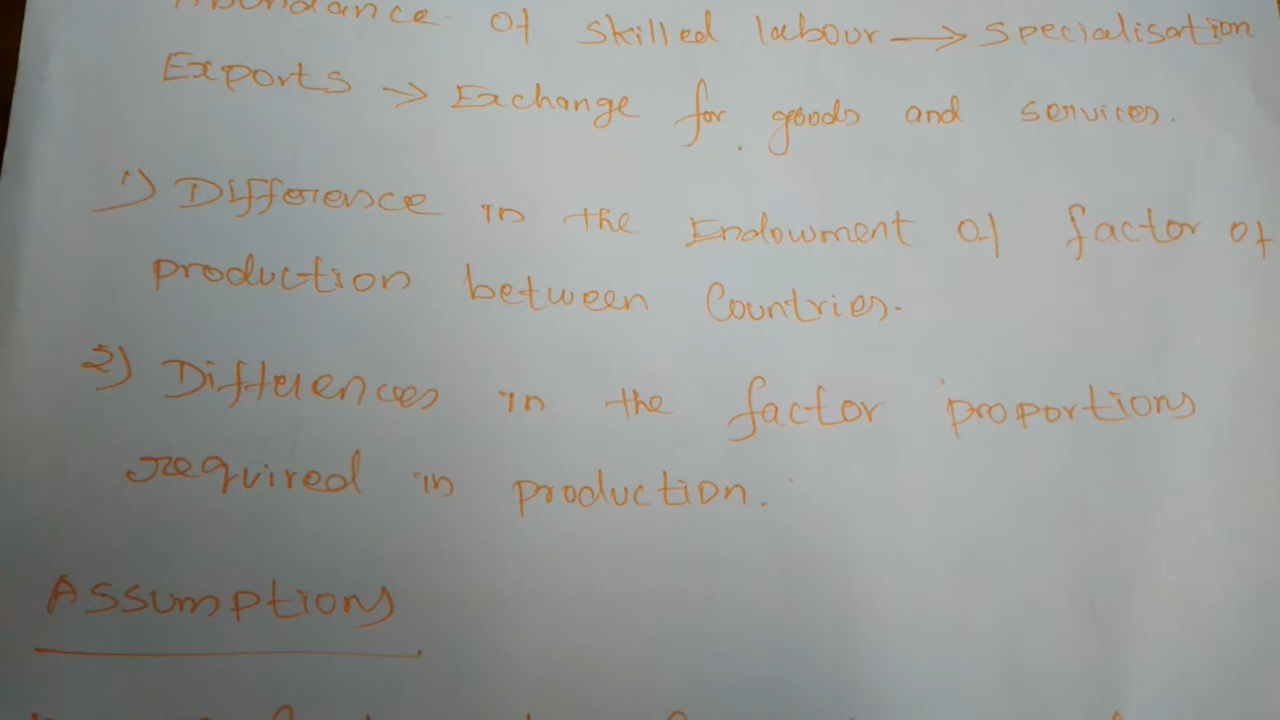 Abundance of skilled labour → specialisation
Exports → Exchange for goods and services.
1) Difference in the Endowment of factor of
production between Countries.
2) Differences in the factor proportions
required in production.
Assumptions